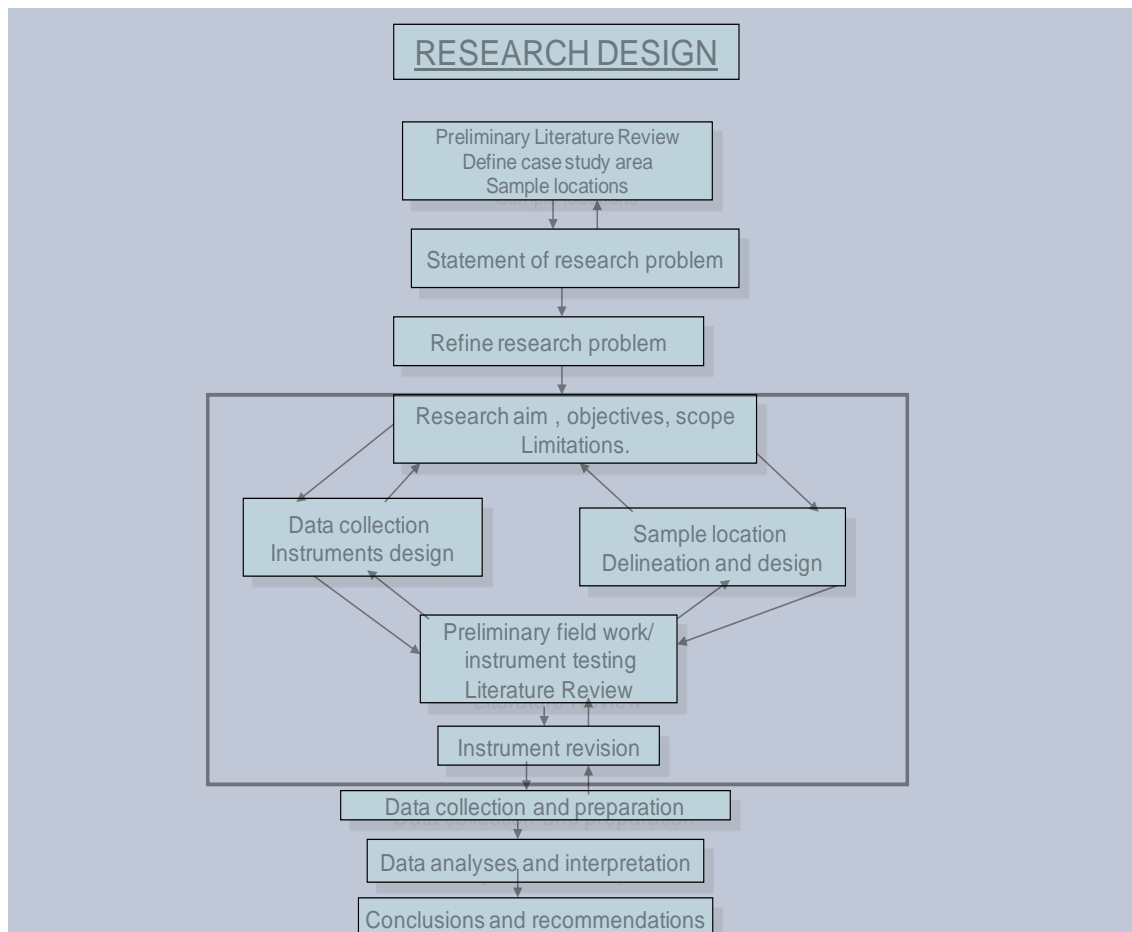 RESEARCH DESIGN
Preliminary Literature Review
Define case study area
Sample locations
Statement of research problem
Refine research problem
Research aim , objectives, scope
Limitations.
Data collection
Instruments design
Sample location
Delineation and design
Preliminary field work/
instrument testing
Literature Review
Instrument revision
Data collection and preparation
Data analyses and interpretation
Conclusions and recommendations